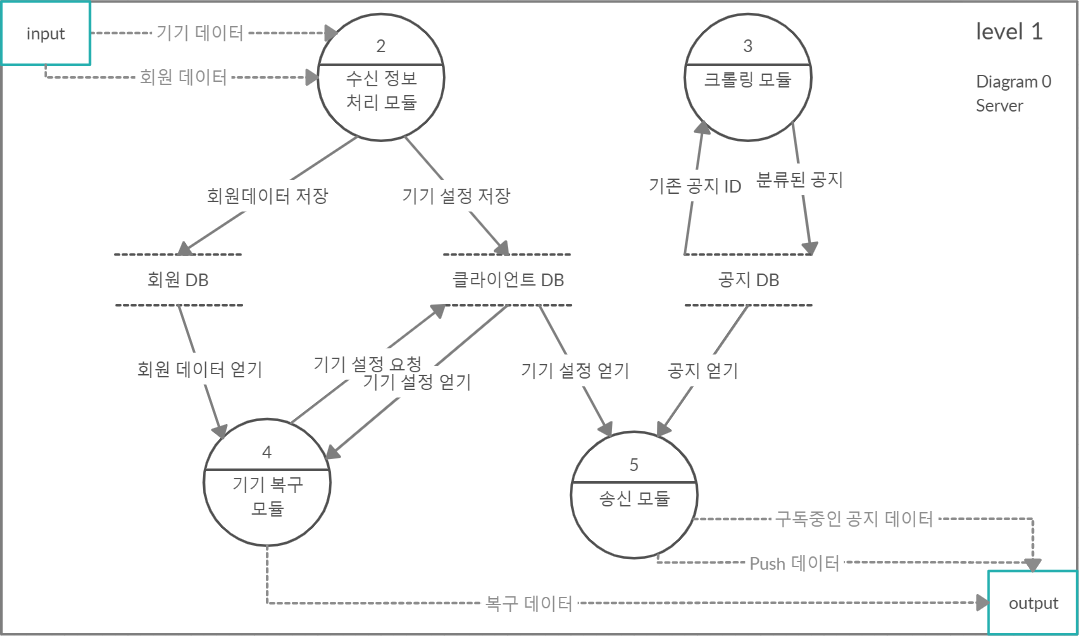 input
기기 데이터
회원 데이터
2
수신 정보
처리 모듈
3
크롤링 모듈
level 1
Diagram 0
Server
회원데이터 저장
기기 설정 저장
기존 공지 ID
분류된 공지
회원 DB
클라이언트 DB
공지 DB
회원 데이터 얻기
기기 설정 요청
기기 설정 얻기
기기 설정 얻기
공지 얻기
4
기기 복구
모듈
5
송신 모듈
구독중인 공지 데이터
Push 데이터
복구 데이터
output